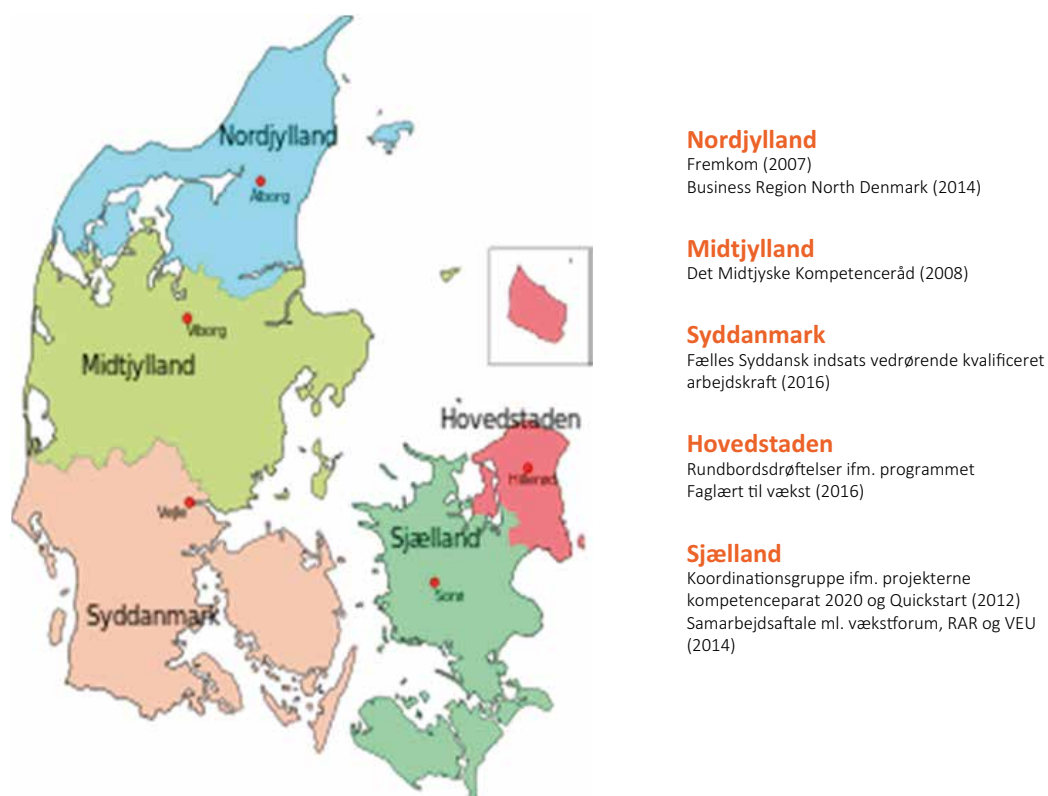 Nordjylland
Ålborg
Viborg
Midtjylland
Hovedstaden
Hillerød
Vejle
Sjælland
Sorø
Syddanmark
Nordjylland
Fremkom (2007)
Business Region North Denmark (2014)
Midtjylland
Det Midtjyske Kompetenceråd (2008)
Syddanmark
Fælles Syddansk indsats vedrørende kvalificeret
arbejdskraft (2016)
Hovedstaden
Rundbordsdrøftelser ifm. programmet
Faglært til vækst (2016)
Sjælland
Koordinationsgruppe ifm. projekterne
kompetenceparat 2020 og Quickstart (2012)
Samarbejdsaftale ml. vækstforum, RAR og VEU
(2014)